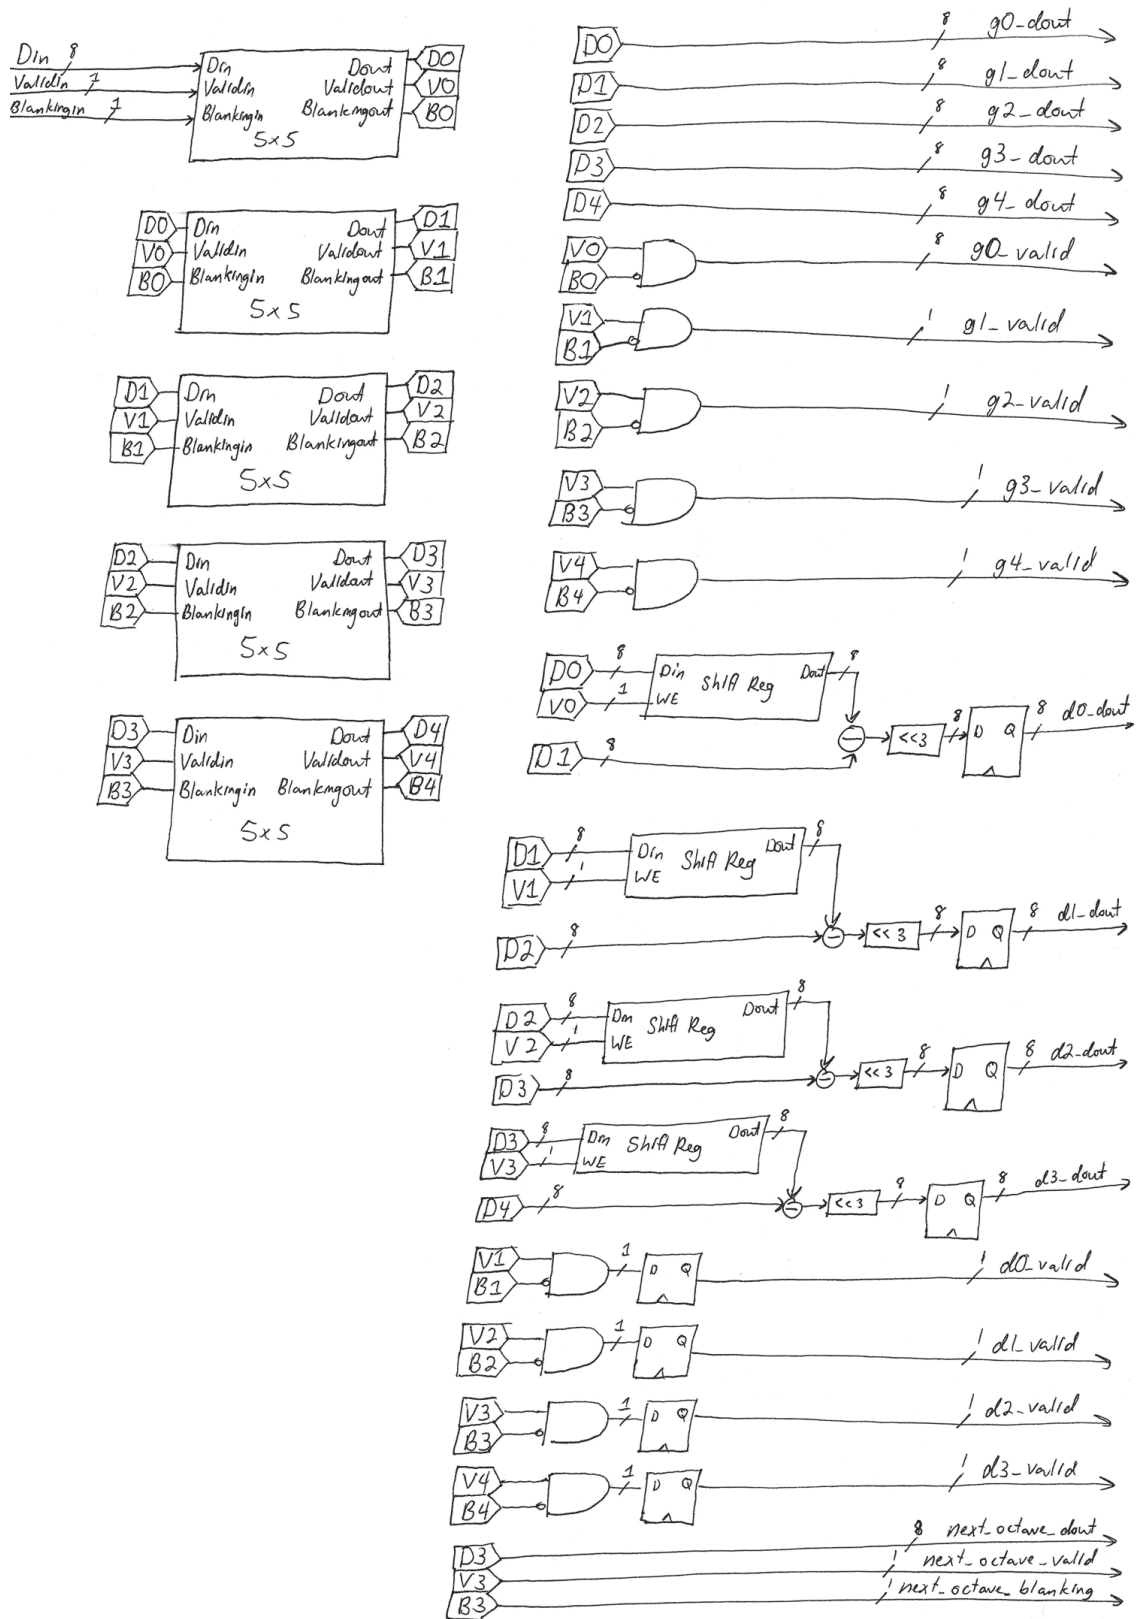 Din 8
Validin 1
Blankingin 1
Din Dout D0
Validin Validout V0
Blankingin Blankingout B0
5x5
D0 Din Dout D1
V0 Validin Validout V1
B0 Blankingin Blankingout B1
5x5
D1 Din Dout D2
V1 Validin Validout V2
B1 Blankingin Blankingout B2
5x5
D2 Din Dout D3
V2 Validin Validout V3
B2 Blankingin Blankingout B3
5x5
D3 Din Dout D4
V3 Validin Validout V4
B3 Blankingin Blankingout B4
5x5
D0 8 g0_dout
D1 8 g1_dout
D2 8 g2_dout
D3 8 g3_dout
D4 8 g4_dout
V0 8 g0_valid
B0
V1 1 g1_valid
B1
V2 1 g2_valid
B2
V3 1 g3_valid
B3
V4 1 g4_valid
B4
D0 8 Din Shift Reg Dout 8
V0 1 WE
D1 8 - <<3 8 D Q 8 d0_dout
D1 8 Din Shift Reg Dout 8
V1 1 WE
D2 8 - <<3 8 D Q 8 d1_dout
D2 8 Din Shift Reg Dout 8
V2 1 WE
D3 8 - <<3 8 D Q 8 d2_dout
D3 8 Din Shift Reg Dout 8
V3 1 WE
D4 8 - <<3 8 D Q 8 d3_dout
V1 1 D Q 1 d0_valid
B1
V2 1 D Q 1 d1_valid
B2
V3 1 D Q 1 d2_valid
B3
V4 1 D Q 1 d3_valid
B4
D3 8 next_octave_dout
V3 1 next_octave_valid
B3 1 next_octave_blanking